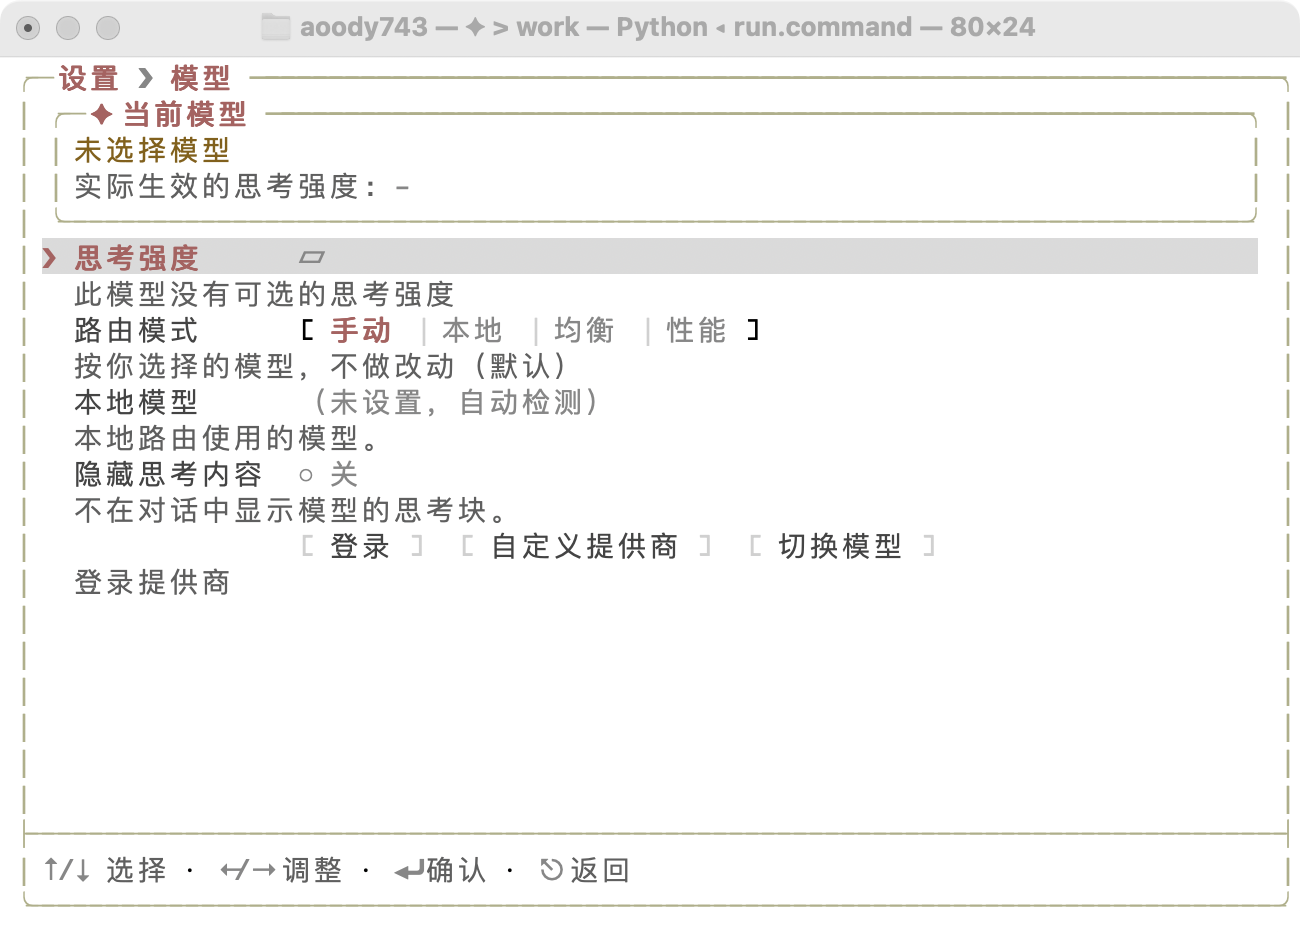 aoody743 — ✦ > work — Python ◂ run.command — 80×24
设置 ❯ 模型
✦ 当前模型
未选择模型
实际生效的思考强度: –
❯ 思考强度 ▱
此模型没有可选的思考强度
路由模式 [ 手动 | 本地 | 均衡 | 性能 ]
按你选择的模型，不做改动（默认）
本地模型 （未设置，自动检测）
本地路由使用的模型。
隐藏思考内容 ○ 关
不在对话中显示模型的思考块。
[ 登录 ] [ 自定义提供商 ] [ 切换模型 ]
登录提供商
↑/↓ 选择 · ←/→ 调整 · ↵ 确认 · ⎋ 返回